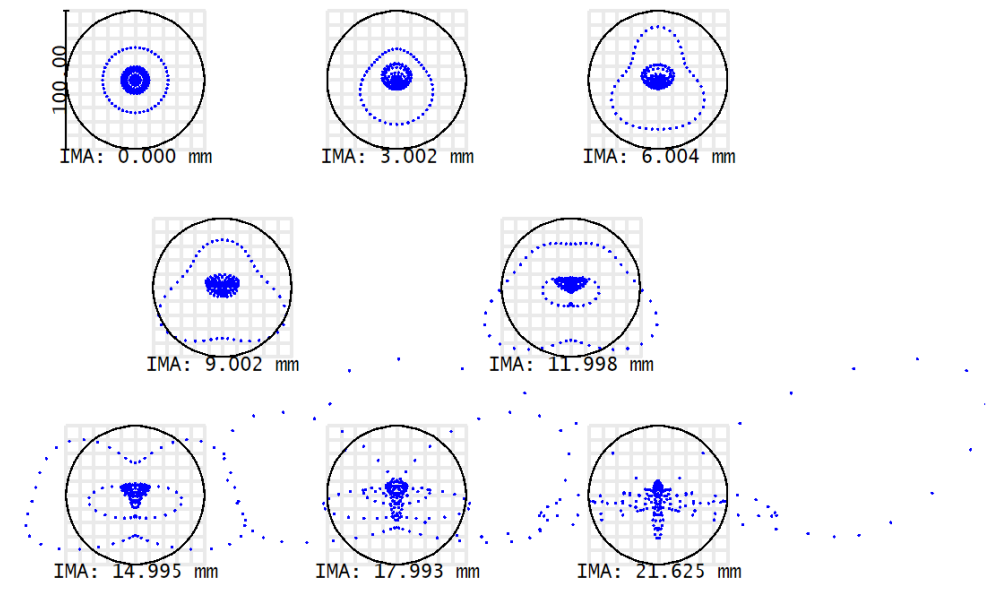 100.00
IMA: 0.000 mm
IMA: 3.002 mm
IMA: 6.004 mm
IMA: 9.002 mm
IMA: 11.998 mm
IMA: 14.995 mm
IMA: 17.993 mm
IMA: 21.625 mm